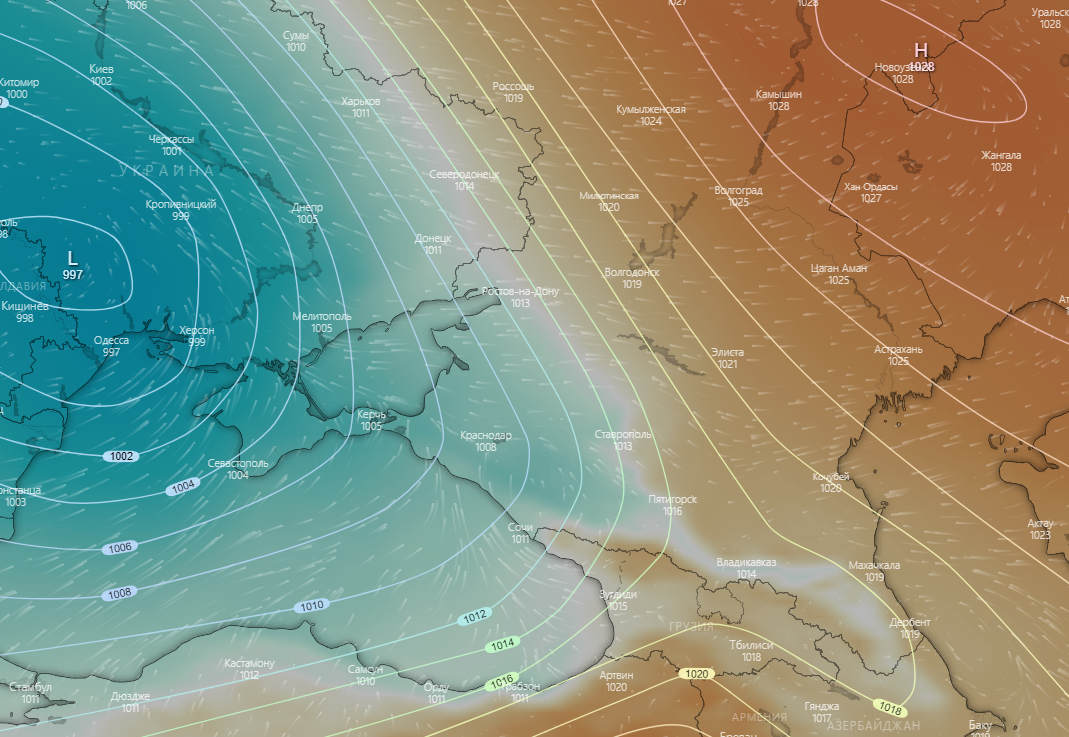 1006
1027
1028
Уральск
1028
Сумы
1010
H
1028
Новоуз
1028
Киев
1002
Житомир
1000
Россошь
1019
Харьков
1011
Камышин
1028
Кумылженская
1024
Черкассы
1001
УКРАИНА
Жангала
1028
Северодонецк
1014
Хан Ордасы
1027
Волгоград
1025
Милютинская
1020
Кропивницкий
999
Днепр
1005
Донецк
1011
L
997
Волгодонск
1019
Цаган Аман
1025
ЛДАВИЯ
Ростов-на-Дону
1013
Кишинёв
998
Мелитополь
1005
Херсон
999
Одесса
997
Элиста
1021
Астрахань
1025
Керчь
1005
Краснодар
1008
Ставрополь
1013
1002
Севастополь
1004
1004
Кочубей
1020
онстанца
1003
Пятигорск
1016
Сочи
1011
Актау
1023
1006
Владикавказ
1014
Махачкала
1019
1008
Зугдиди
1015
1010
1012
ГРУЗИЯ
Дербент
1019
1014
Тбилиси
1018
Кастамону
1012
Самсун
1010
1020
Артвин
1020
1016
Трабзон
1011
Орду
1011
Стамбул
1011
Дюздже
1011
Гянджа
1017
1018
АРМЕНИЯ
АЗЕРБАЙДЖАН
Баку
1019
Ереван